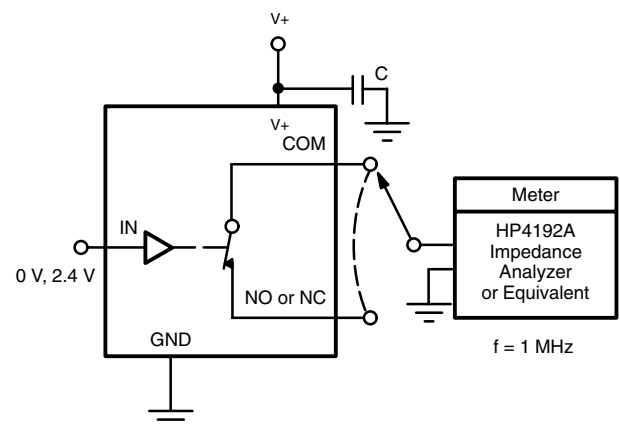 V+
C
V+
COM
IN
0 V, 2.4 V
NO or NC
GND
Meter
HP4192A
Impedance
Analyzer
or Equivalent
f = 1 MHz